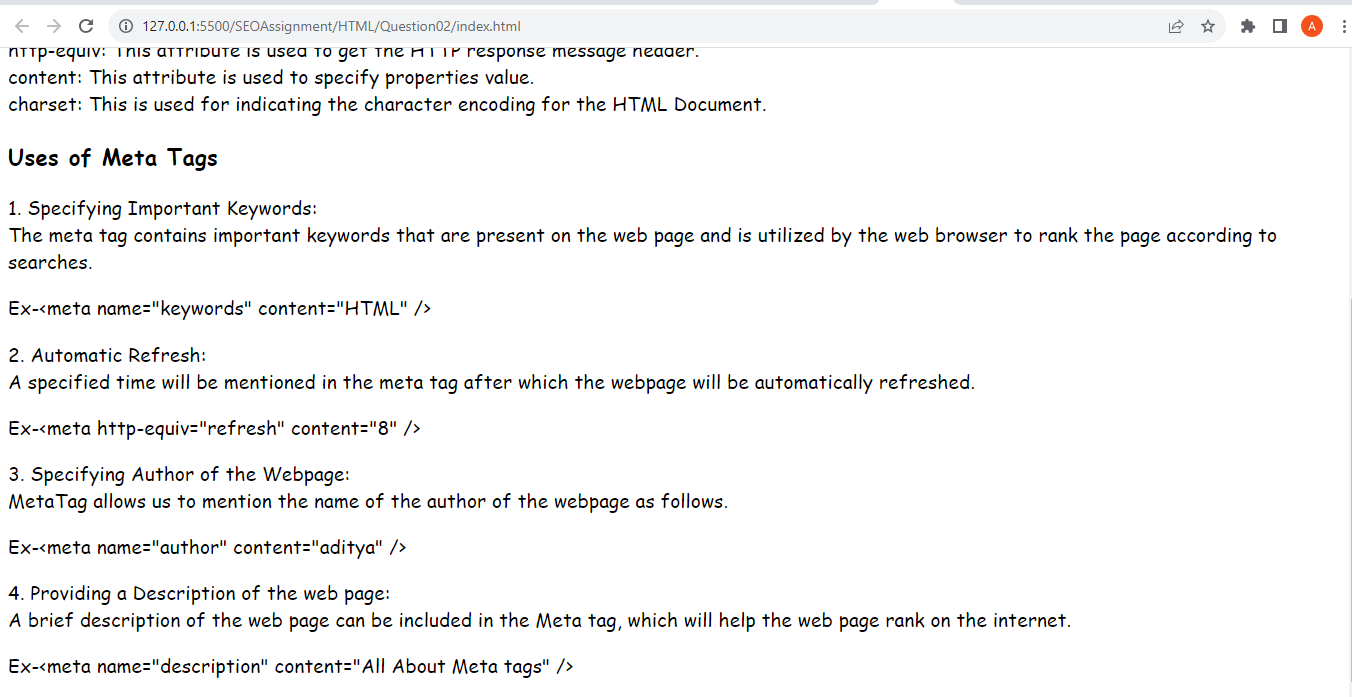 127.0.0.1:5500/SEOAssignment/HTML/Question02/index.html
A
http-equiv: This attribute is used to get the HTTP response message header.
content: This attribute is used to specify properties value.
charset: This is used for indicating the character encoding for the HTML Document.
Uses of Meta Tags
1. Specifying Important Keywords:
The meta tag contains important keywords that are present on the web page and is utilized by the web browser to rank the page according to
searches.
Ex-<meta name="keywords" content="HTML" />
2. Automatic Refresh:
A specified time will be mentioned in the meta tag after which the webpage will be automatically refreshed.
Ex-<meta http-equiv="refresh" content="8" />
3. Specifying Author of the Webpage:
MetaTag allows us to mention the name of the author of the webpage as follows.
Ex-<meta name="author" content="aditya" />
4. Providing a Description of the web page:
A brief description of the web page can be included in the Meta tag, which will help the web page rank on the internet.
Ex-<meta name="description" content="All About Meta tags" />